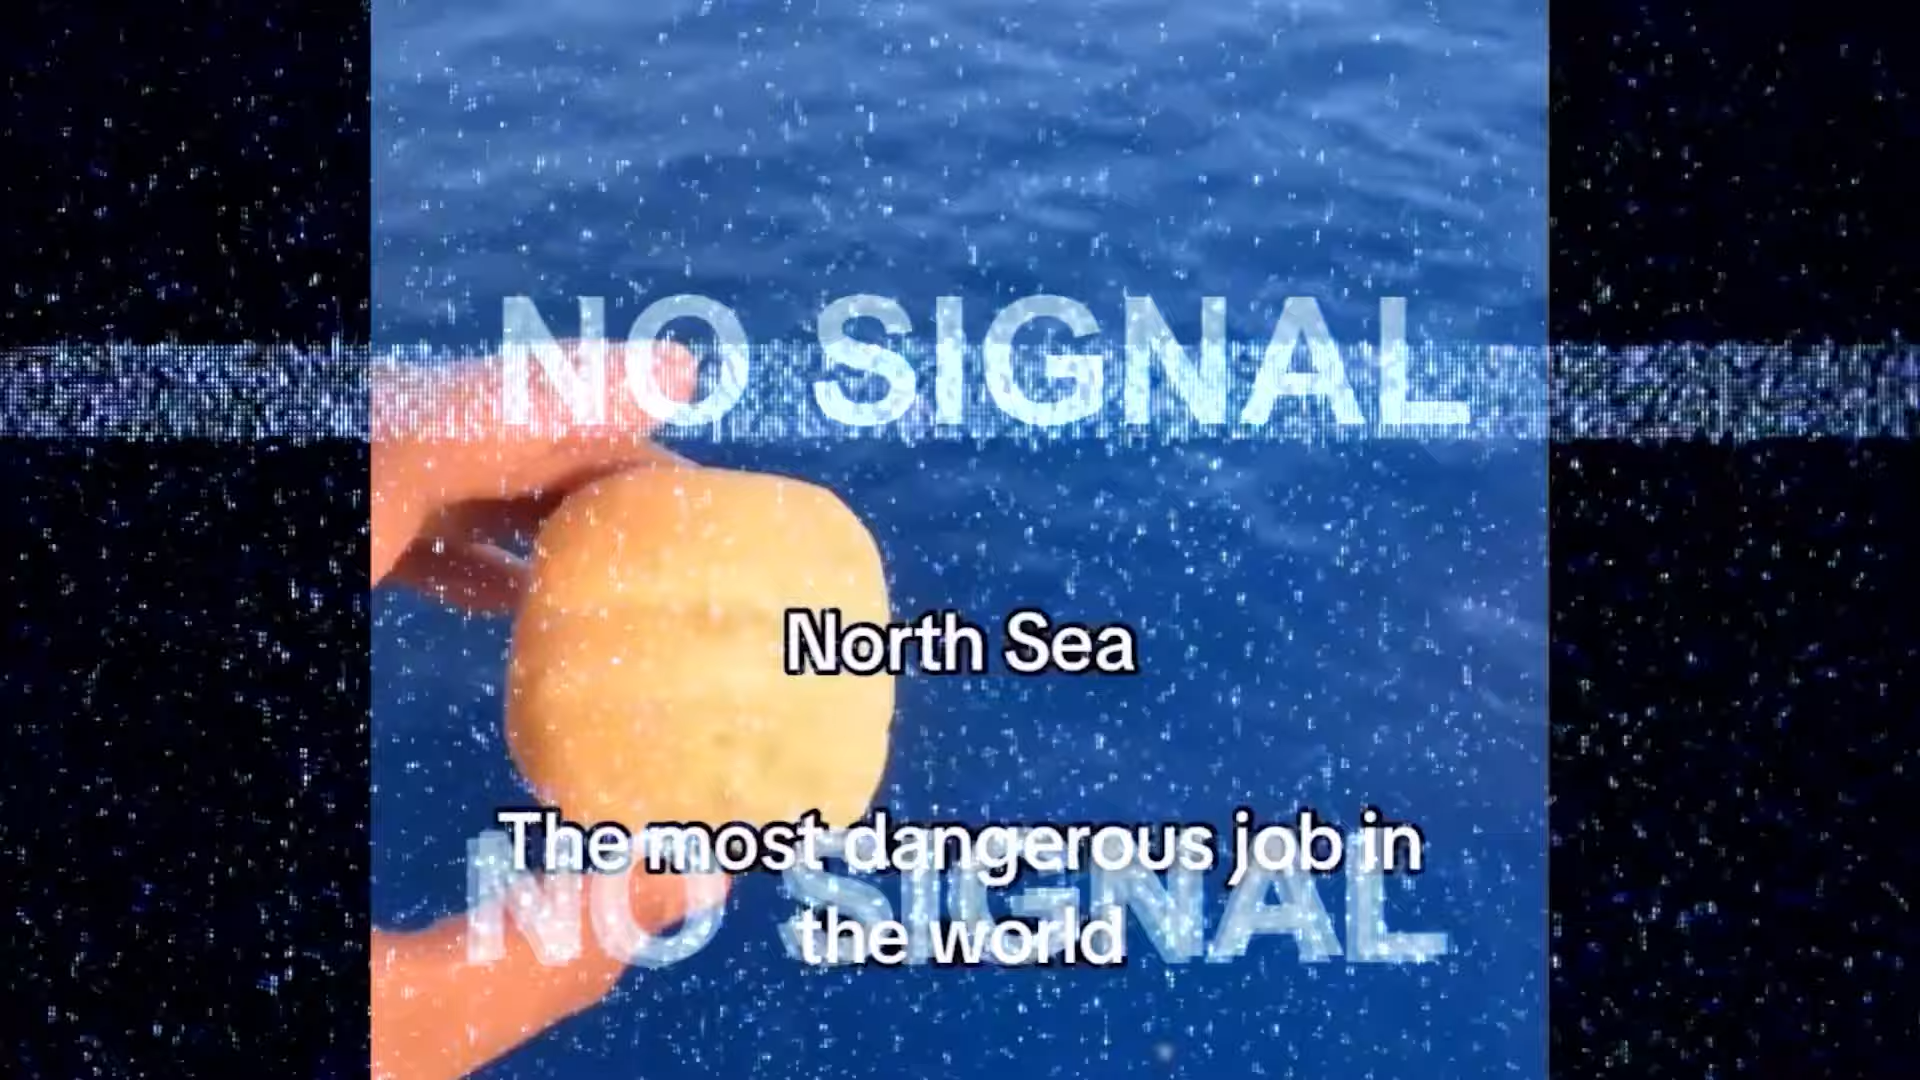 NO SIGNAL
North Sea
The most dangerous job in
NO SIGNAL
the world